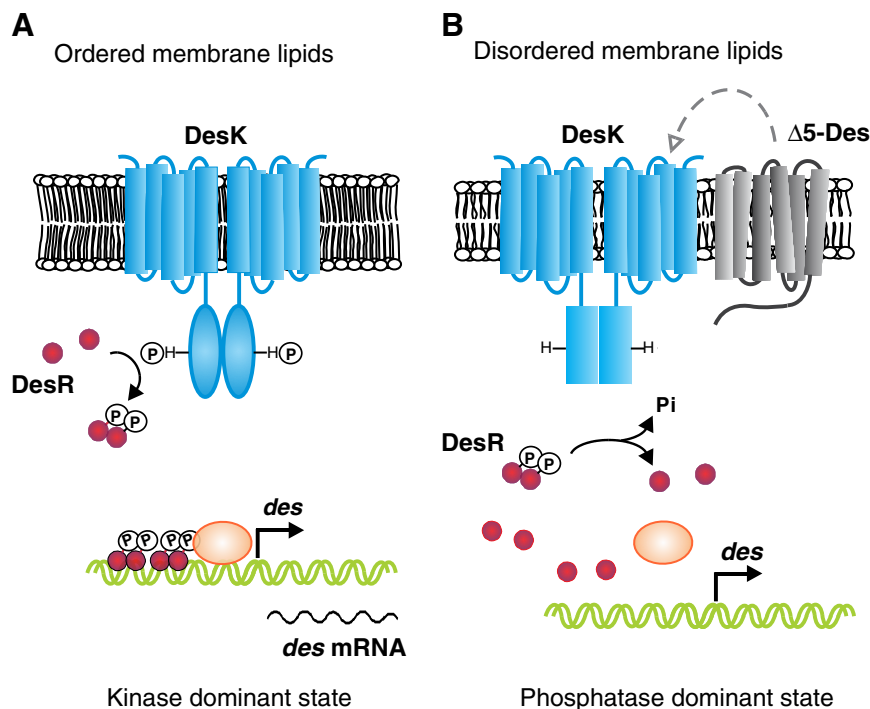 A
Ordered membrane lipids
DesK
P H H P
DesR
P P
P P P P
des
des mRNA
Kinase dominant state
B
Disordered membrane lipids
DesK
Δ5-Des
H H
Pi
DesR
P P
des
Phosphatase dominant state